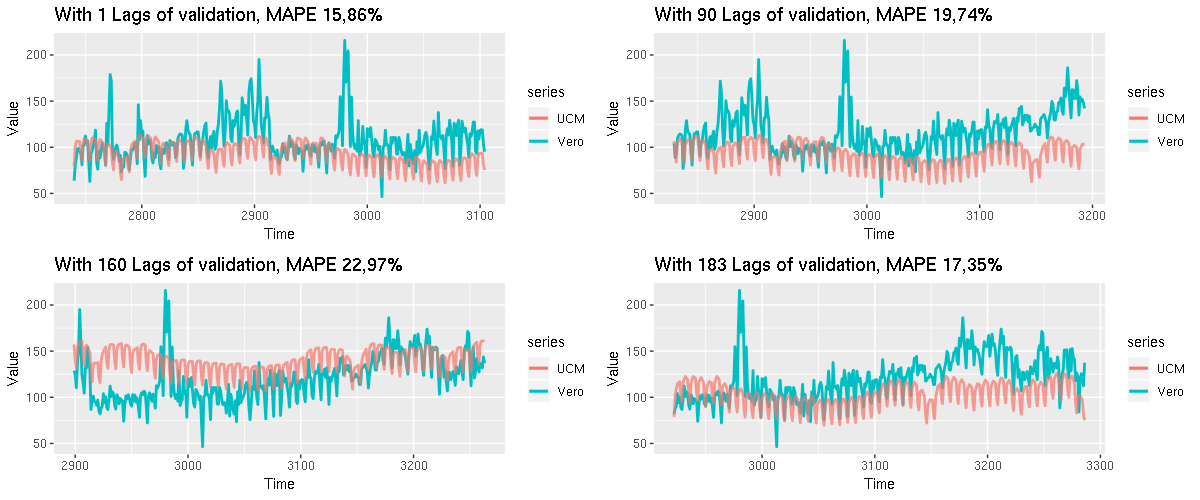 With 1 Lags of validation, MAPE 15,86%
Value
200
150
100
50
2800
2900
3000
3100
Time
series
UCM
Vero
With 90 Lags of validation, MAPE 19,74%
Value
200
150
100
50
2900
3000
3100
3200
Time
series
UCM
Vero
With 160 Lags of validation, MAPE 22,97%
Value
200
150
100
50
2900
3000
3100
3200
Time
series
UCM
Vero
With 183 Lags of validation, MAPE 17,35%
Value
200
150
100
50
3000
3100
3200
3300
Time
series
UCM
Vero